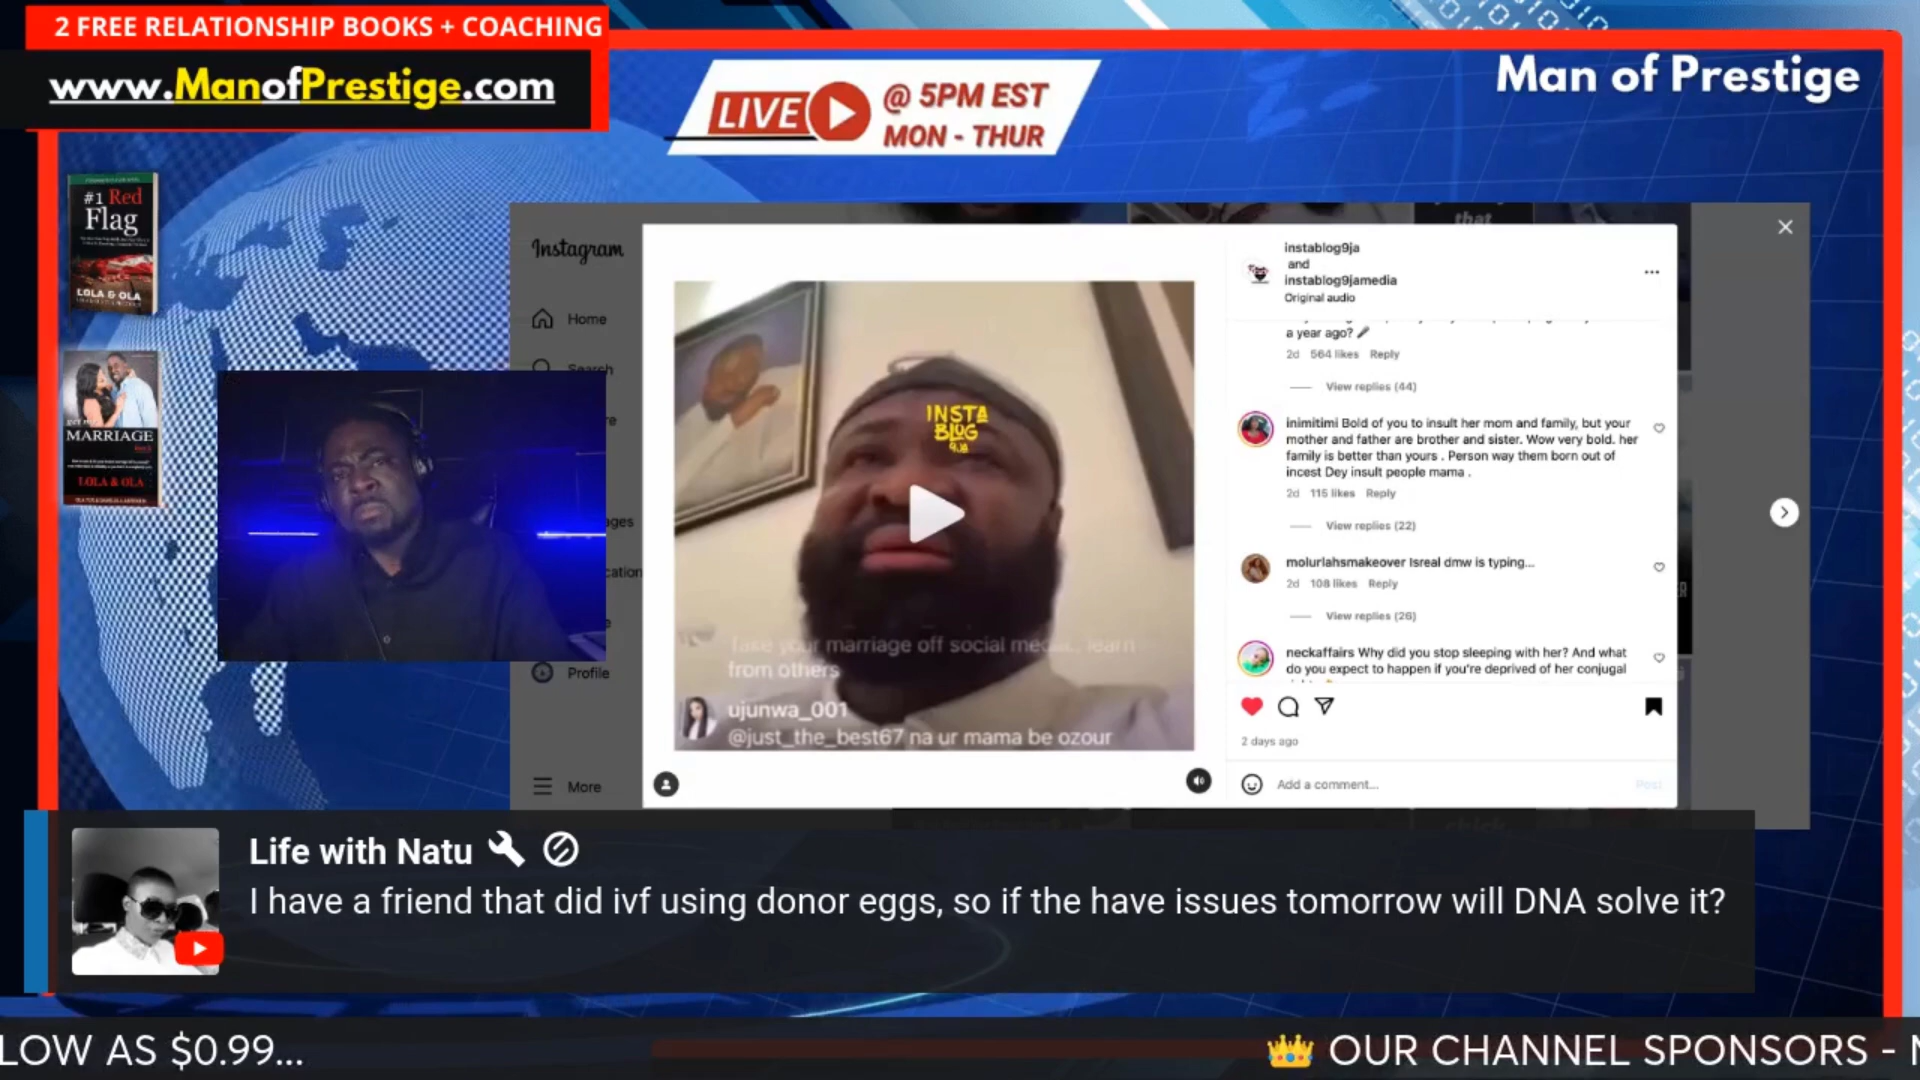 2 FREE RELATIONSHIP BOOKS + COACHING
www.ManofPrestige.com
LIVE
@ 5PM EST
MON - THUR
Man of Prestige
#1 Red
Flag
LOLA & OLA
MARRIAGE
LOLA & OLA
Instagram
Home
Search
Profile
More
that
INSTA
BLOG
9JA
Take your marriage off social media.. learn
from others
ujunwa_001
@just_the_best67 na ur mama be ozour
instablog9ja
and
instablog9jamedia
Original audio
a year ago?
2d 564 likes Reply
View replies (44)
inimitimi Bold of you to insult her mom and family, but your
mother and father are brother and sister. Wow very bold. her
family is better than yours . Person way them born out of
incest Dey insult people mama .
2d 115 likes Reply
View replies (22)
molurlahsmakeover Isreal dmw is typing...
2d 108 likes Reply
View replies (26)
neckaffairs Why did you stop sleeping with her? And what
do you expect to happen if you're deprived of her conjugal
2 days ago
Add a comment...
Post
Life with Natu
I have a friend that did ivf using donor eggs, so if the have issues tomorrow will DNA solve it?
LOW AS $0.99...
OUR CHANNEL SPONSORS -